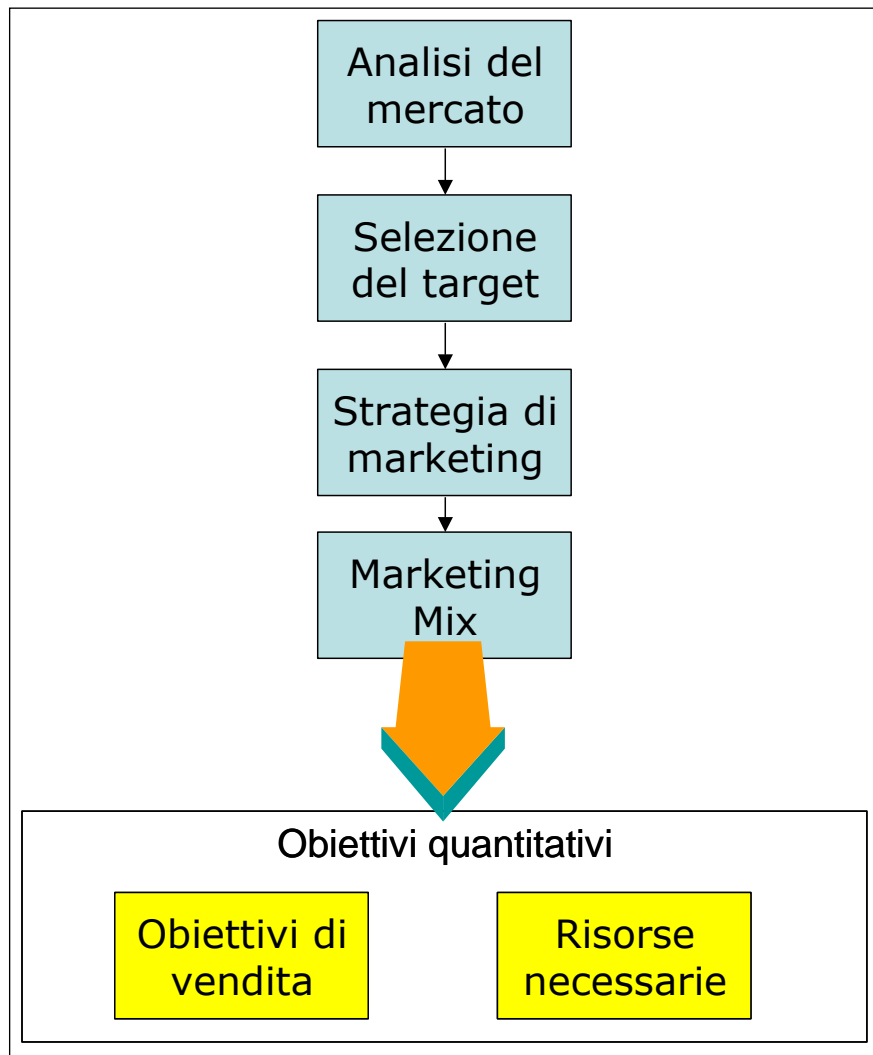 Analisi del
mercato
Selezione
del target
Strategia di
marketing
Marketing
Mix
Obiettivi quantitativi
Obiettivi di
vendita
Risorse
necessarie